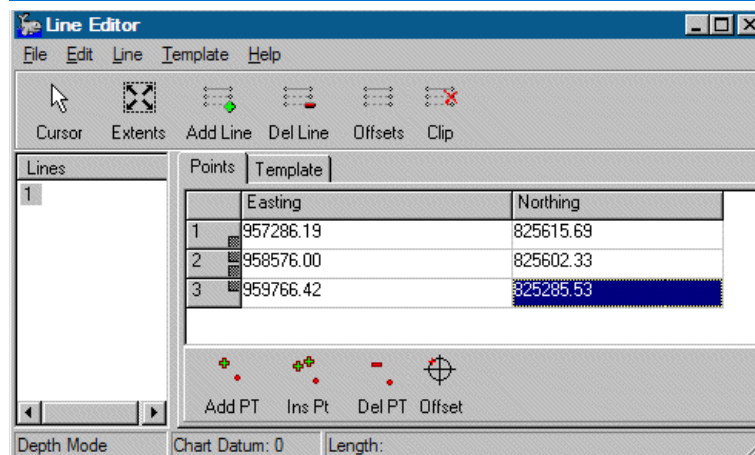 Line Editor
File Edit Line Template Help
Cursor Extents Add Line Del Line Offsets Clip
Lines
1
Points Template
Easting Northing
1 957286.19 825615.69
2 958576.00 825602.33
3 959766.42 825285.53
Add PT Ins Pt Del PT Offset
Depth Mode Chart Datum: 0 Length: